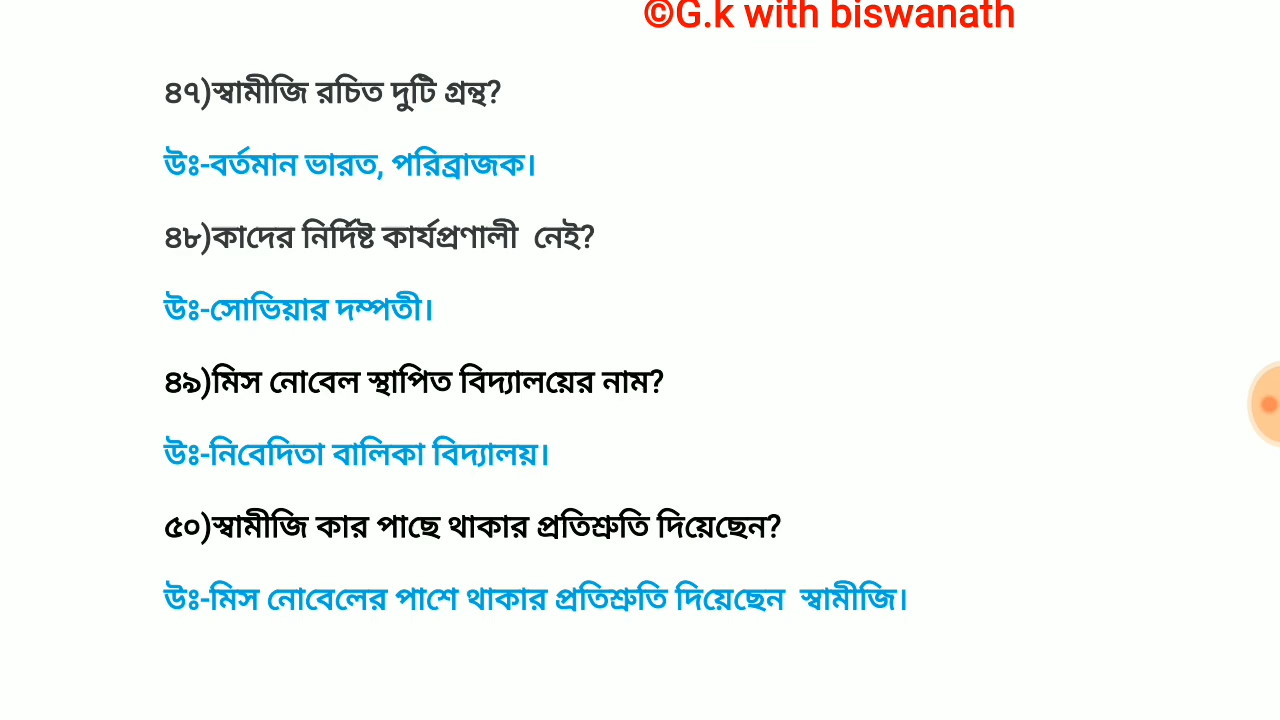 ©G.k with biswanath
৪৭)স্বামীজি রচিত দুটি গ্রন্থ?
উঃ-বর্তমান ভারত, পরিব্রাজক।
৪৮)কাদের নির্দিষ্ট কার্যপ্রণালী নেই?
উঃ-সোভিয়ার দম্পতী।
৪৯)মিস নোবেল স্থাপিত বিদ্যালয়ের নাম?
উঃ-নিবেদিতা বালিকা বিদ্যালয়।
৫০)স্বামীজি কার পাছে থাকার প্রতিশ্রুতি দিয়েছেন?
উঃ-মিস নোবেলের পাশে থাকার প্রতিশ্রুতি দিয়েছেন স্বামীজি।